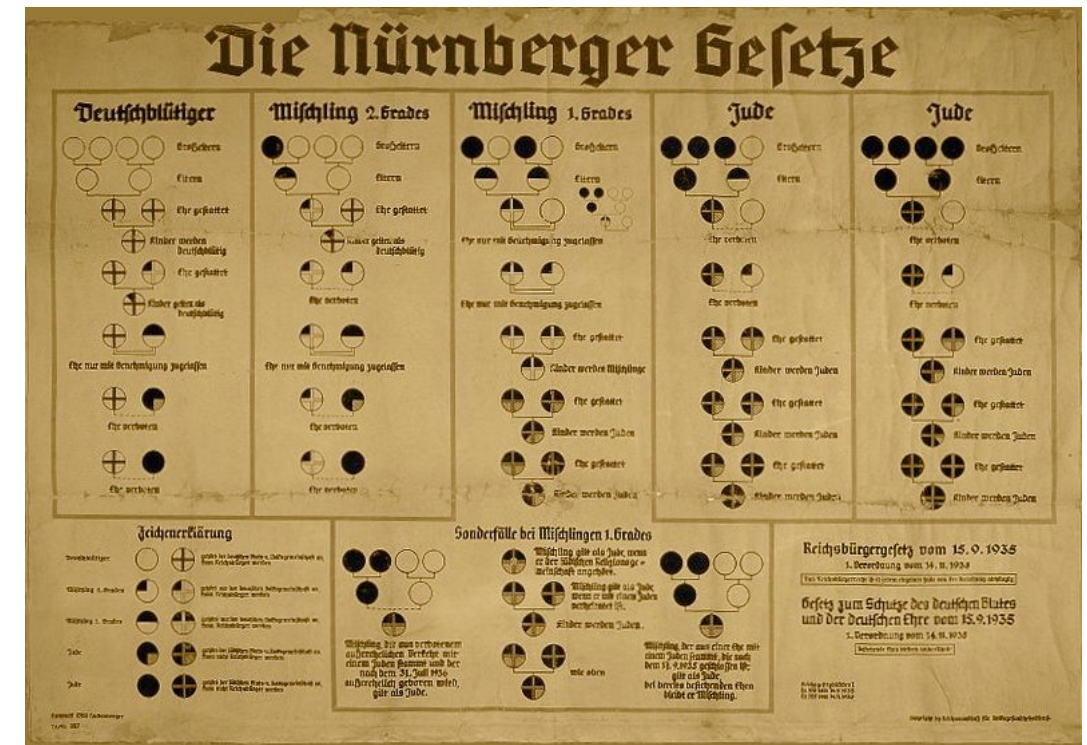 Die Nürnberger Gesetze
Deutschblütiger
Großeltern
Eltern
Ehe gestattet
Kinder werden
deutschblütig
Ehe gestattet
Kinder gelten als
deutschblütig
Ehe nur mit Genehmigung zugelassen
Ehe verboten
Ehe verboten
Mischling 2. Grades
Großeltern
Eltern
Ehe gestattet
Kinder gelten als
deutschblütig
Ehe verboten
Ehe nur mit Genehmigung zugelassen
Ehe verboten
Ehe verboten
Mischling 1. Grades
Großeltern
Eltern
Ehe nur mit Genehmigung zugelassen
Ehe nur mit Genehmigung zugelassen
Ehe gestattet
Kinder werden Mischlinge
Ehe gestattet
Kinder werden Juden
Ehe gestattet
Kinder werden Juden
Jude
Großeltern
Eltern
Ehe verboten
Ehe verboten
Ehe gestattet
Kinder werden Juden
Ehe gestattet
Kinder werden Juden
Ehe gestattet
Kinder werden Juden
Jude
Großeltern
Eltern
Ehe verboten
Ehe verboten
Ehe gestattet
Kinder werden Juden
Ehe gestattet
Kinder werden Juden
Ehe gestattet
Kinder werden Juden
Zeichenerklärung
Deutschblütiger
Mischling 2. Grades
Mischling 1. Grades
Jude
Jude
Sonderfälle bei Mischlingen 1. Grades
Mischling, der aus verbotenem
außerehelichen Verkehr mit
einem Juden stammt und der
nach dem 31. Juli 1936
außerehelich geboren wird,
gilt als Jude.
Mischling gilt als Jude, wenn
er der jüdischen Religionsge-
meinschaft angehört.
Mischling gilt als Jude,
wenn er mit einem Juden
verheiratet ist.
Kinder werden Juden.
wie oben
Mischling, der aus einer Ehe mit
einem Juden stammt, die nach
dem 17. 9. 1935 geschlossen ist,
gilt als Jude,
bei bereits bestehenden Ehen
bleibt er Mischling.
Reichsbürgergesetz vom 15. 9. 1935
1. Verordnung vom 14. 11. 1935
Gesetz zum Schutze des deutschen Blutes
und der deutschen Ehre vom 15. 9. 1935
1. Verordnung vom 14. 11. 1935